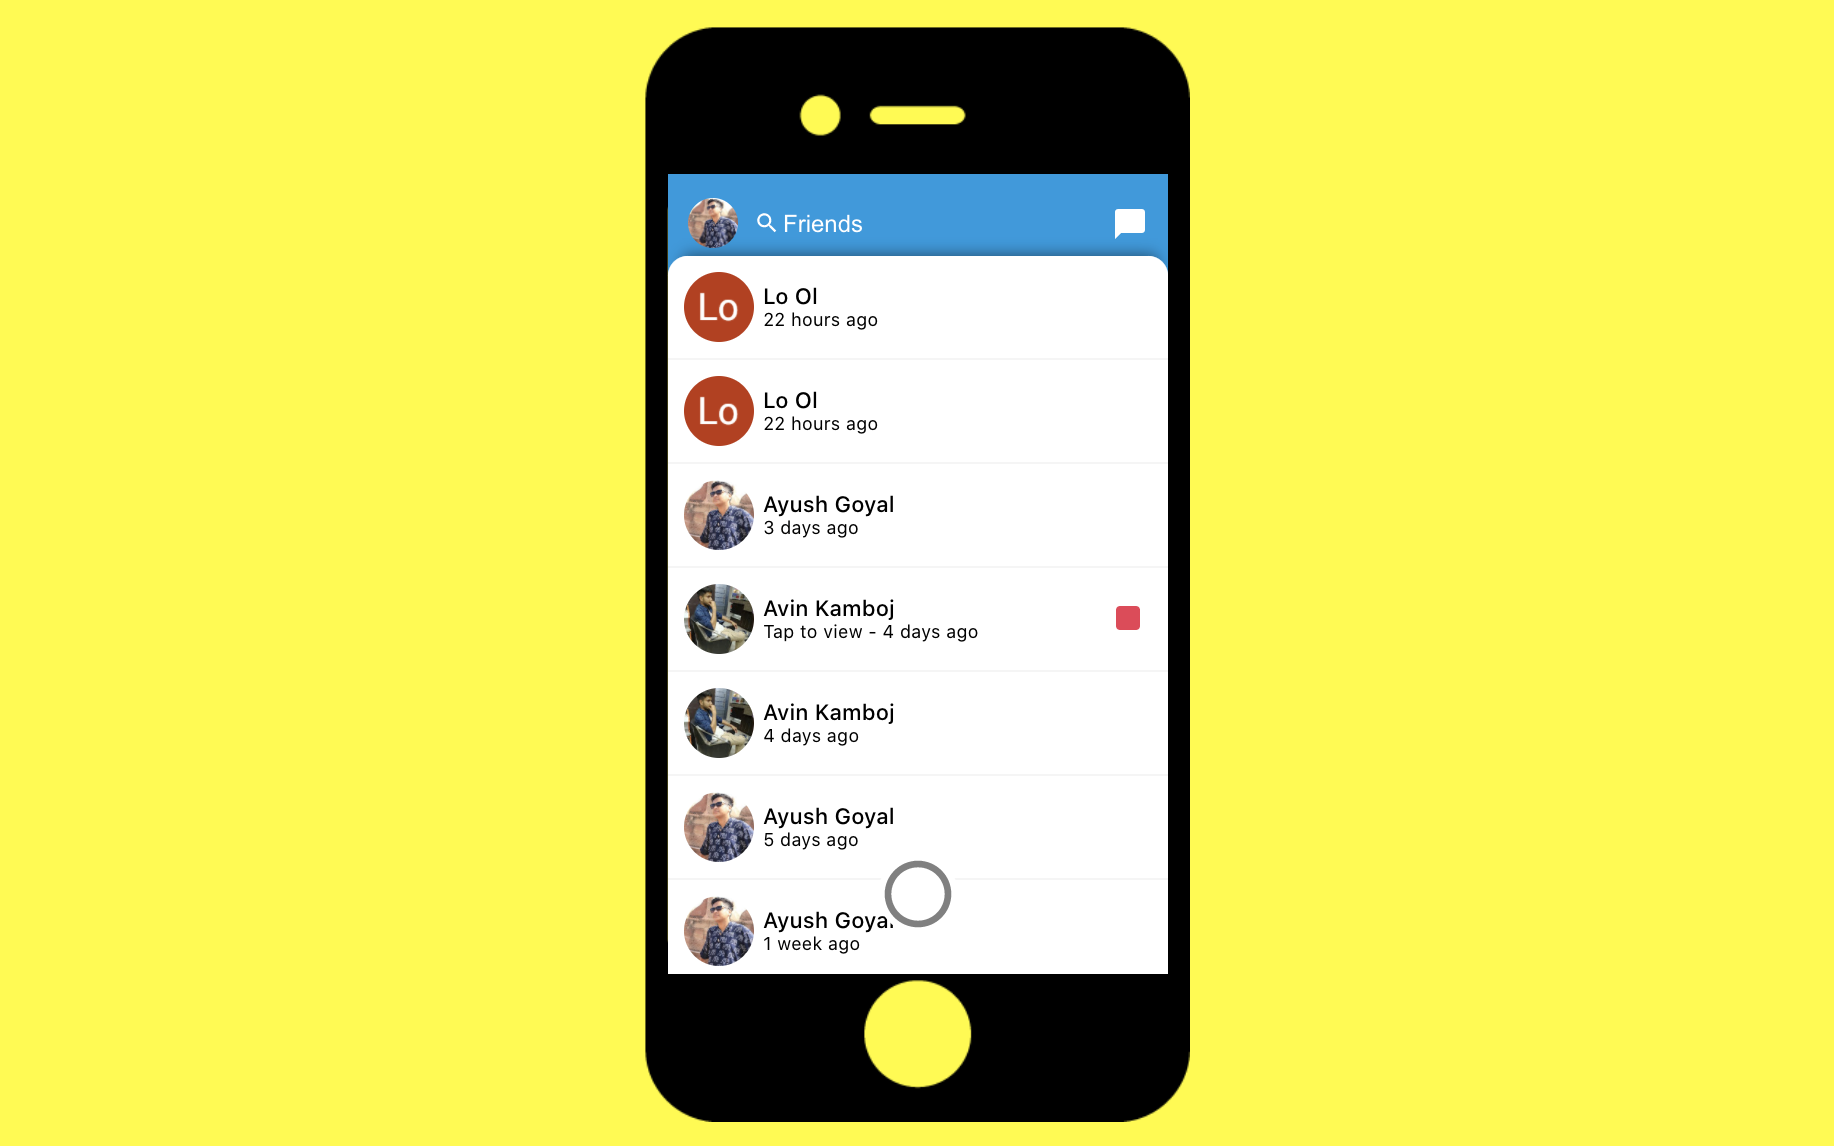 Friends
Lo
Lo Ol
22 hours ago
Lo
Lo Ol
22 hours ago
Ayush Goyal
3 days ago
Avin Kamboj
Tap to view - 4 days ago
Avin Kamboj
4 days ago
Ayush Goyal
5 days ago
Ayush Goyal
1 week ago